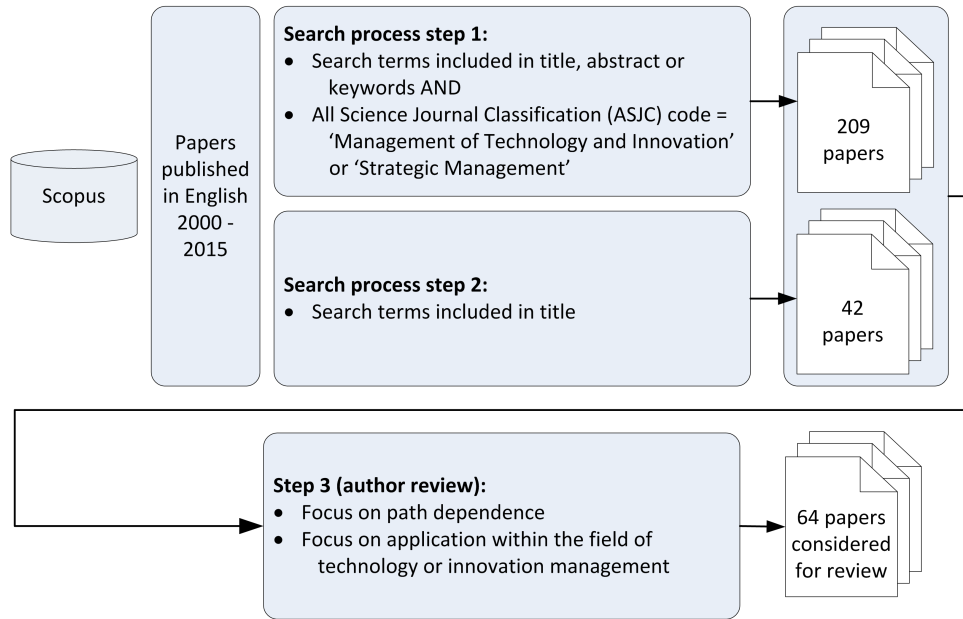 Scopus
Papers
published
in English
2000 -
2015
Search process step 1:
• Search terms included in title, abstract or
keywords AND
• All Science Journal Classification (ASJC) code =
‘Management of Technology and Innovation’
or ‘Strategic Management’
209
papers
Search process step 2:
• Search terms included in title
42
papers
Step 3 (author review):
• Focus on path dependence
• Focus on application within the field of
technology or innovation management
64 papers
considered
for review